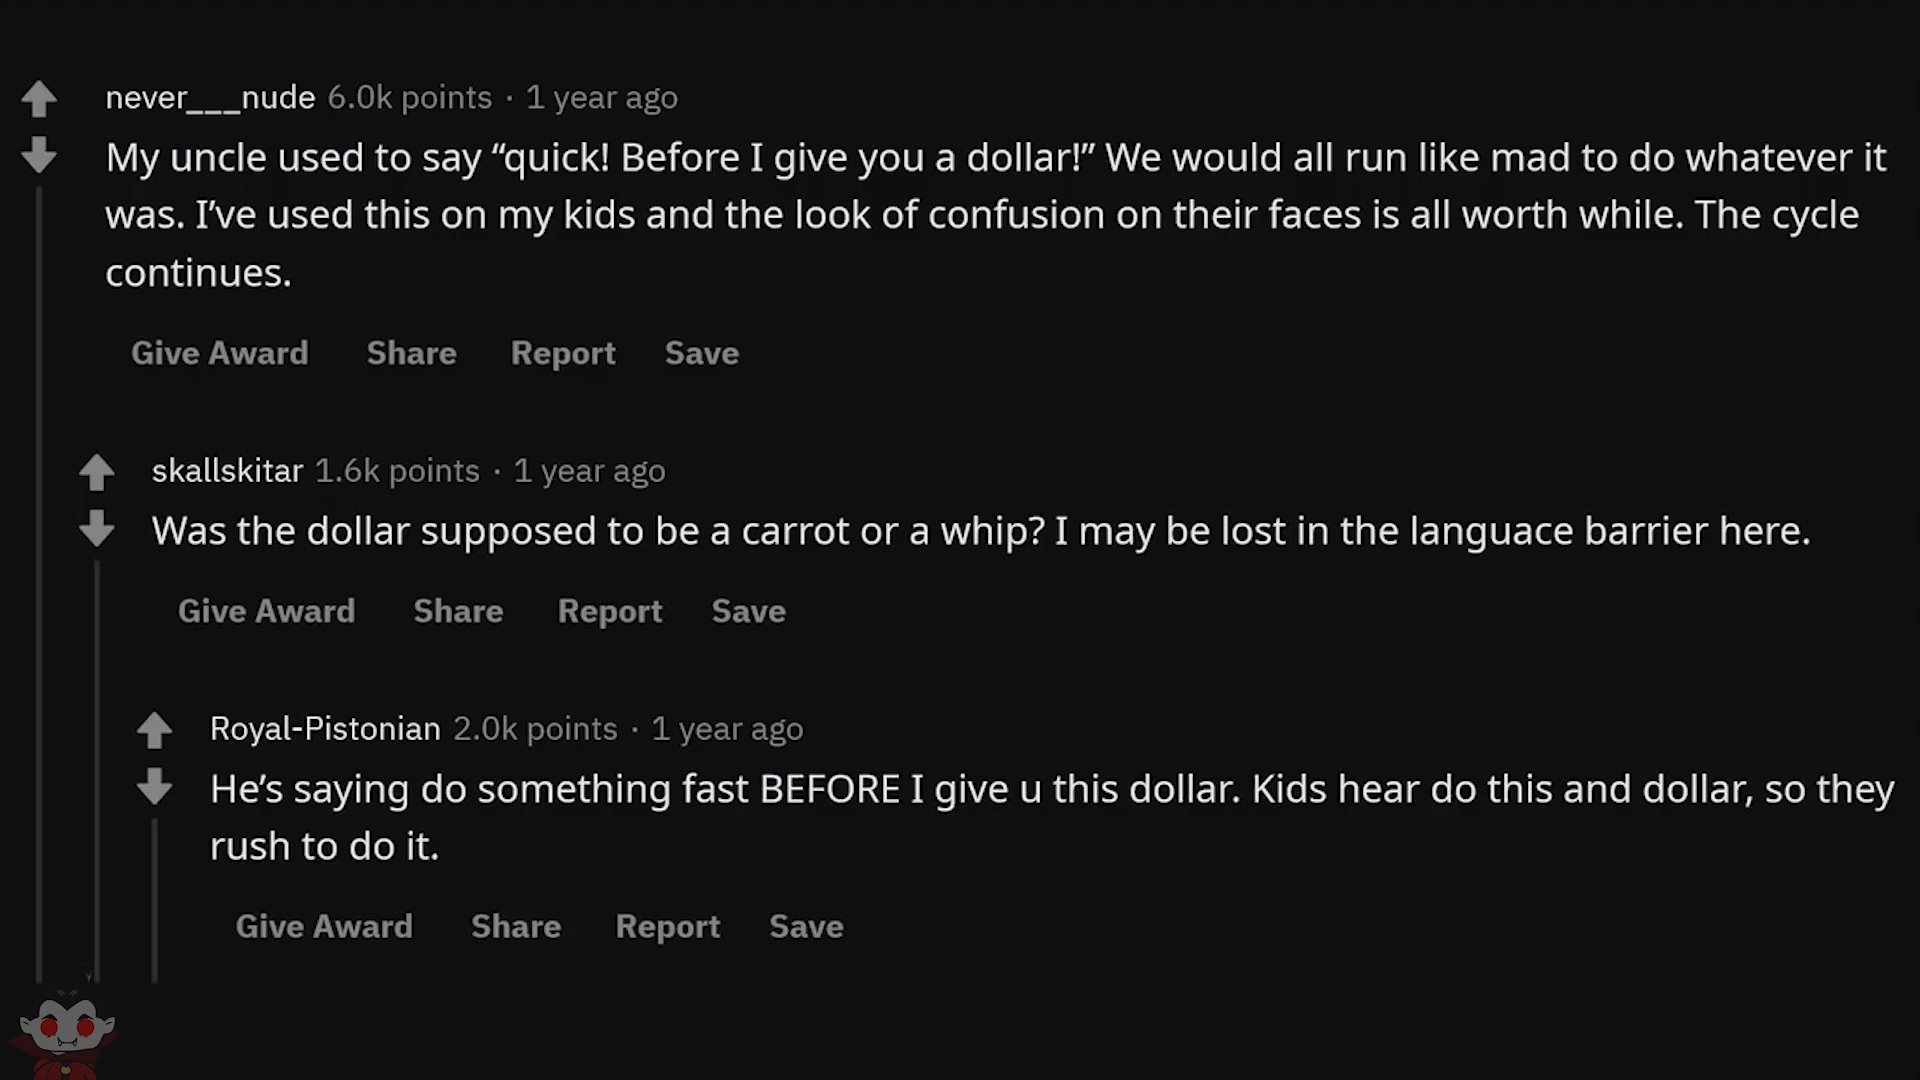 never___nude 6.0k points · 1 year ago
My uncle used to say “quick! Before I give you a dollar!” We would all run like mad to do whatever it
was. I’ve used this on my kids and the look of confusion on their faces is all worth while. The cycle
continues.
Give Award Share Report Save
skallskitar 1.6k points · 1 year ago
Was the dollar supposed to be a carrot or a whip? I may be lost in the languace barrier here.
Give Award Share Report Save
Royal-Pistonian 2.0k points · 1 year ago
He’s saying do something fast BEFORE I give u this dollar. Kids hear do this and dollar, so they
rush to do it.
Give Award Share Report Save